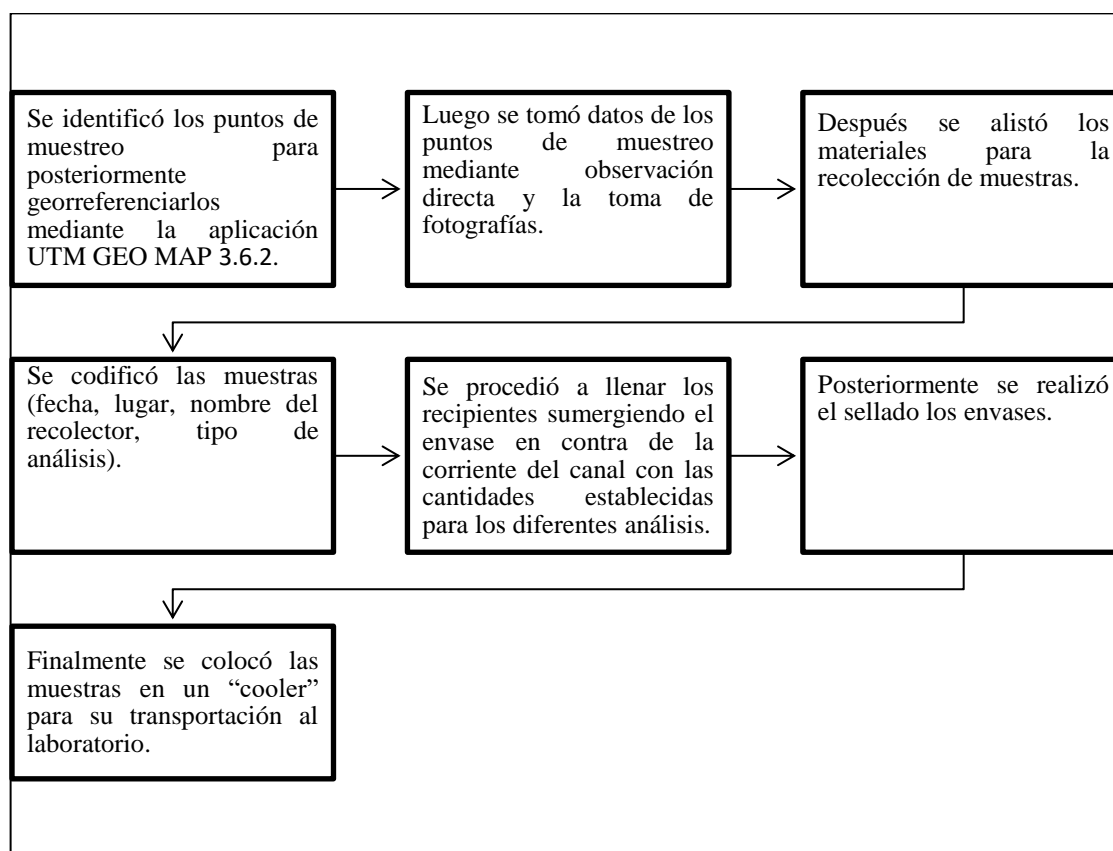 Se identificó los puntos de
muestreo para
posteriormente
georreferenciarlos
mediante la aplicación
UTM GEO MAP 3.6.2.
Luego se tomó datos de los
puntos de muestreo
mediante observación
directa y la toma de
fotografías.
Después se alistó los
materiales para la
recolección de muestras.
Se codificó las muestras
(fecha, lugar, nombre del
recolector, tipo de
análisis).
Se procedió a llenar los
recipientes sumergiendo el
envase en contra de la
corriente del canal con las
cantidades establecidas
para los diferentes análisis.
Posteriormente se realizó
el sellado los envases.
Finalmente se colocó las
muestras en un “cooler”
para su transportación al
laboratorio.